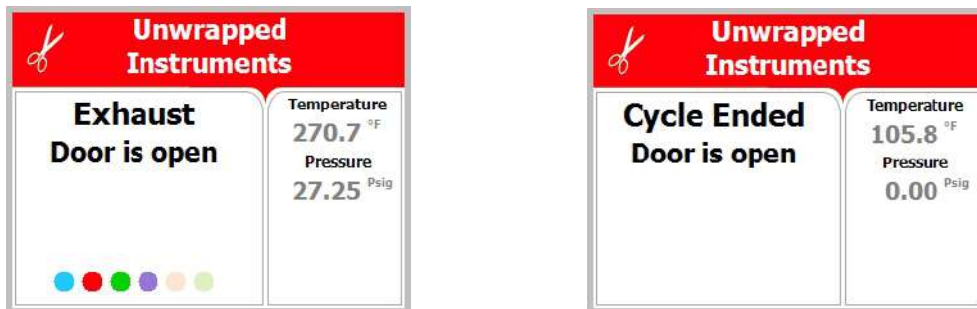 Unwrapped
Instruments
Exhaust
Door is open
Temperature
270.7 °F
Pressure
27.25 Psig
Unwrapped
Instruments
Cycle Ended
Door is open
Temperature
105.8 °F
Pressure
0.00 Psig